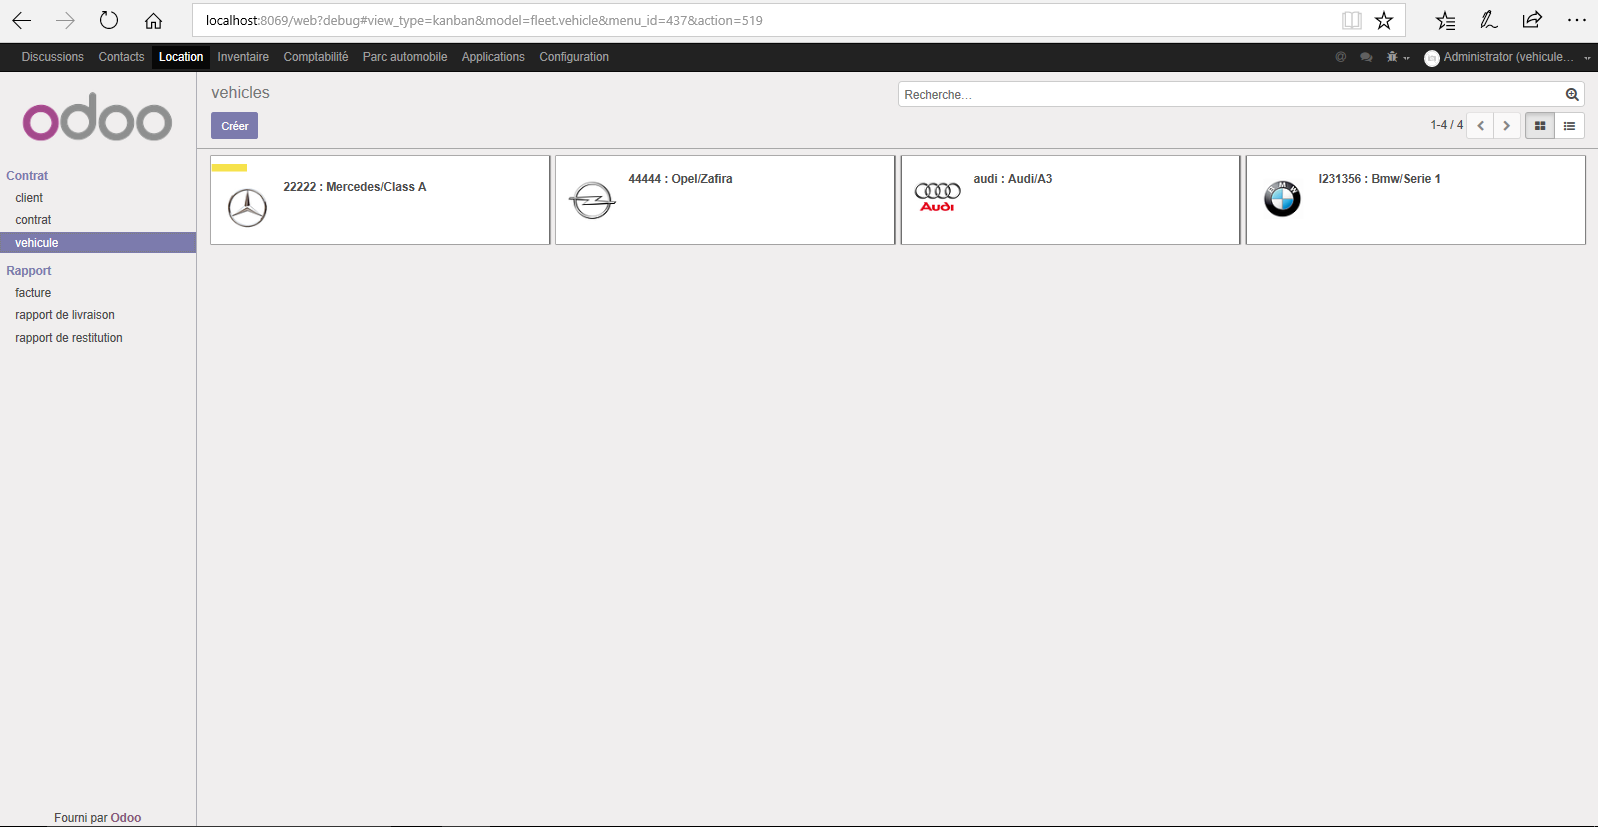 localhost:8069/web?debug#view_type=kanban&model=fleet.vehicle&menu_id=437&action=519
Discussions Contacts Location Inventaire Comptabilité Parc automobile Applications Configuration
@ Administrator (vehicule...
odoo
vehicles
Recherche...
Créer
1-4 / 4
Contrat
client
contrat
vehicule
Rapport
facture
rapport de livraison
rapport de restitution
22222 : Mercedes/Class A
44444 : Opel/Zafira
audi : Audi/A3
Audi
I231356 : Bmw/Serie 1
BMW
Fourni par Odoo